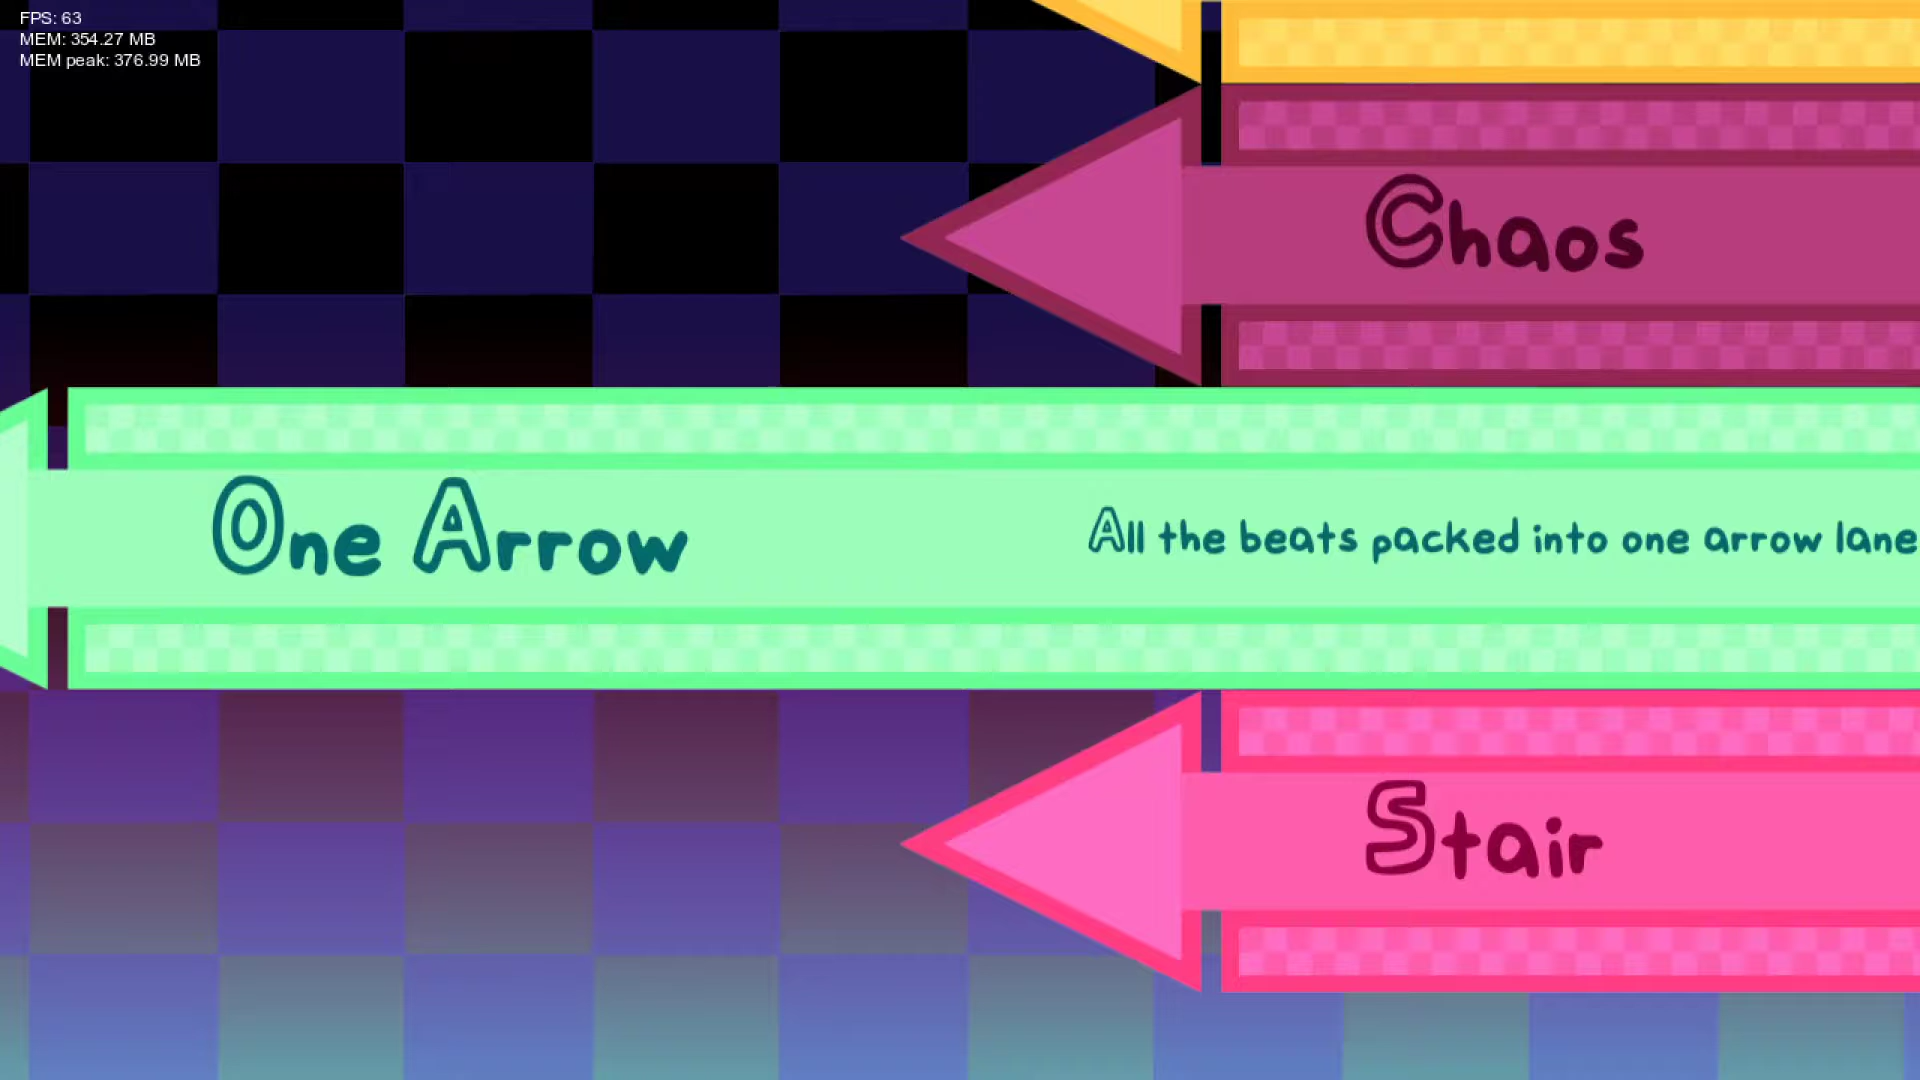 FPS: 63
MEM: 354.27 MB
MEM peak: 376.99 MB
Chaos
One Arrow
All the beats packed into one arrow lane
Stair